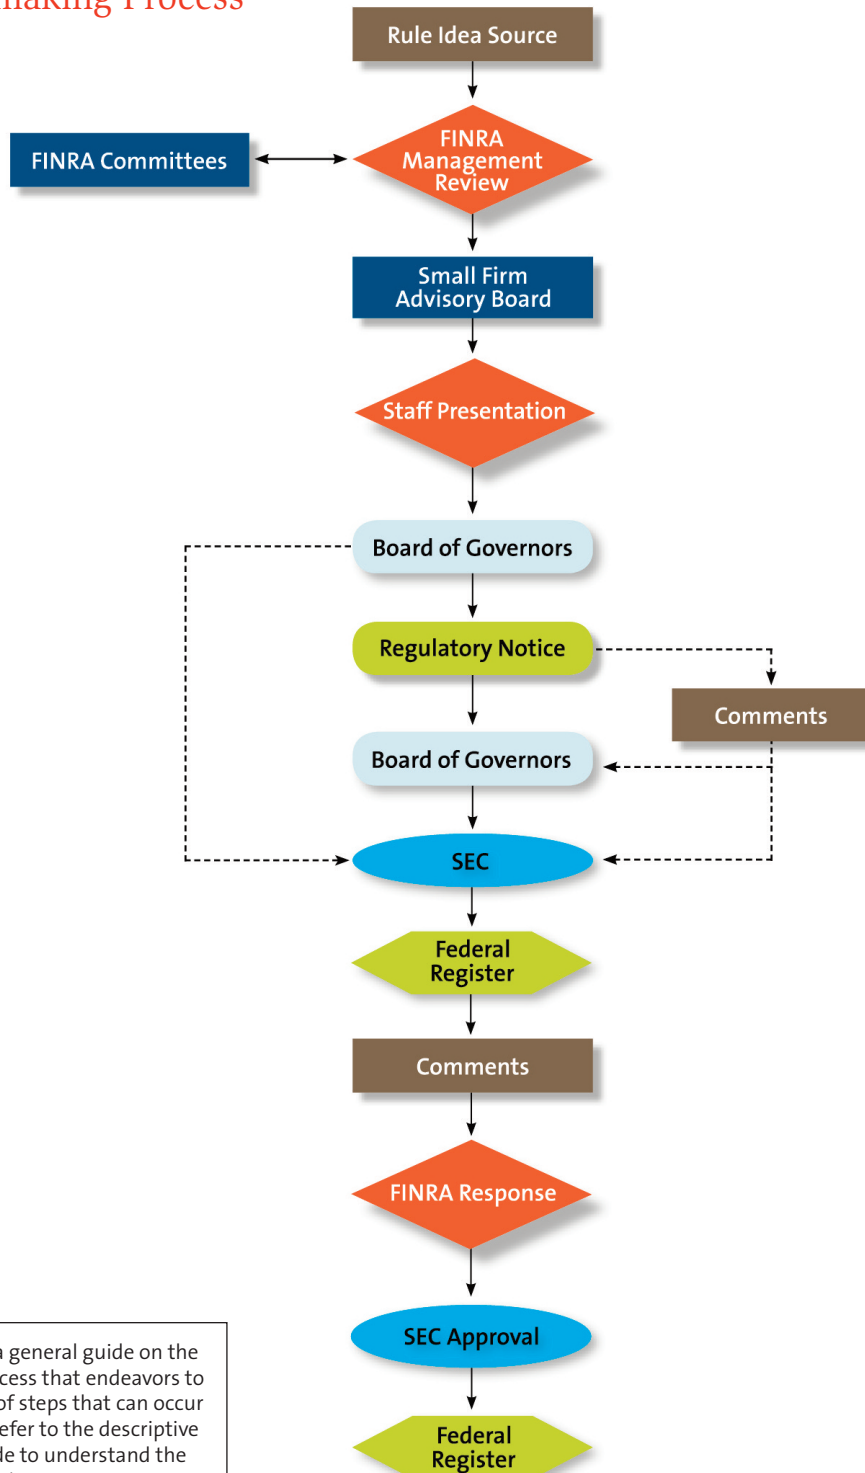 making Process
Rule Idea Source
FINRA
Management
Review
FINRA Committees
Small Firm
Advisory Board
Staff Presentation
Board of Governors
Regulatory Notice
Comments
Board of Governors
SEC
Federal
Register
Comments
FINRA Response
SEC Approval
Federal
Register
a general guide on the
cess that endeavors to
of steps that can occur
efer to the descriptive
de to understand the